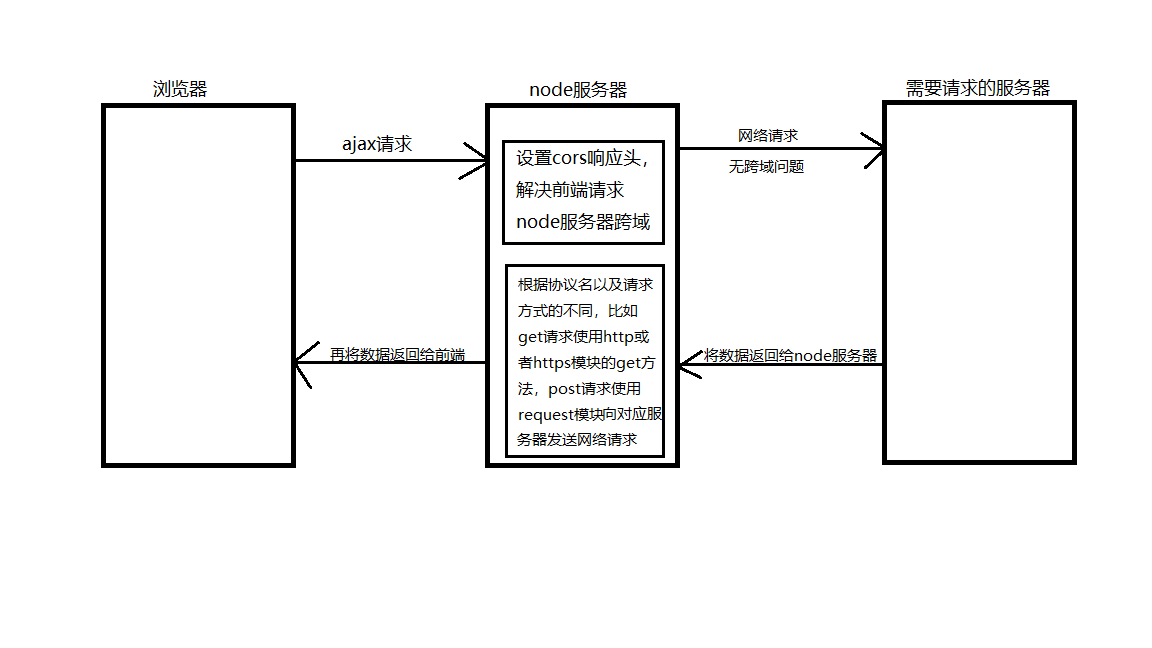 浏览器
node服务器
需要请求的服务器
ajax请求
网络请求
无跨域问题
设置cors响应头，
解决前端请求
node服务器跨域
根据协议名以及请求
方式的不同，比如
get请求使用http或
者https模块的get方
法，post请求使用
request模块向对应服
务器发送网络请求
再将数据返回给前端
将数据返回给node服务器